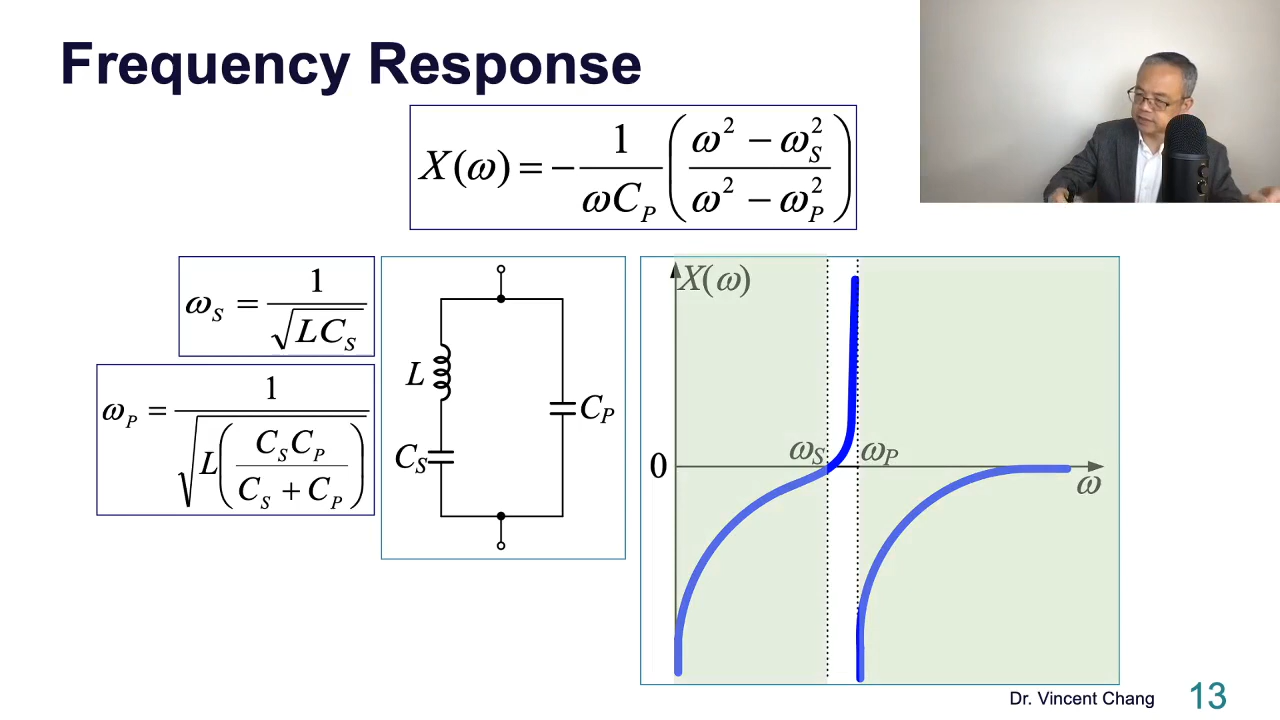 Frequency Response
X(ω) = − 1/(ωC_P) ( (ω² − ω_S²) / (ω² − ω_P²) )
ω_S = 1/√(LC_S)
ω_P = 1/√(L(C_S C_P/(C_S + C_P)))
L
C_S
C_P
X(ω)
0
ω_S
ω_P
ω
Dr. Vincent Chang
13